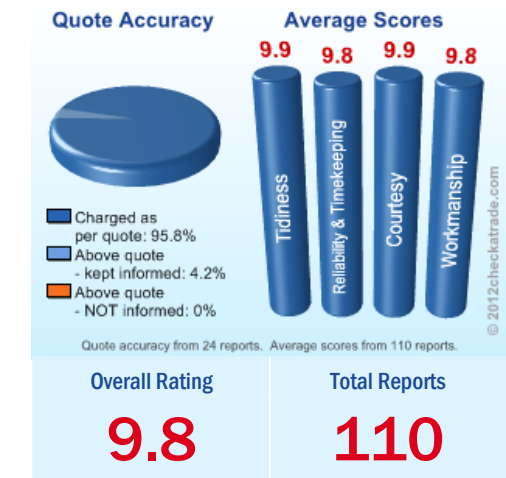 Quote Accuracy
Average Scores
9.9
9.8
9.9
9.8
Tidiness
Reliability & Timekeeping
Courtesy
Workmanship
Charged as
per quote: 95.8%
Above quote
- kept informed: 4.2%
Above quote
- NOT informed: 0%
© 2012checkatrade.com
Quote accuracy from 24 reports. Average scores from 110 reports.
Overall Rating
Total Reports
9.8
110